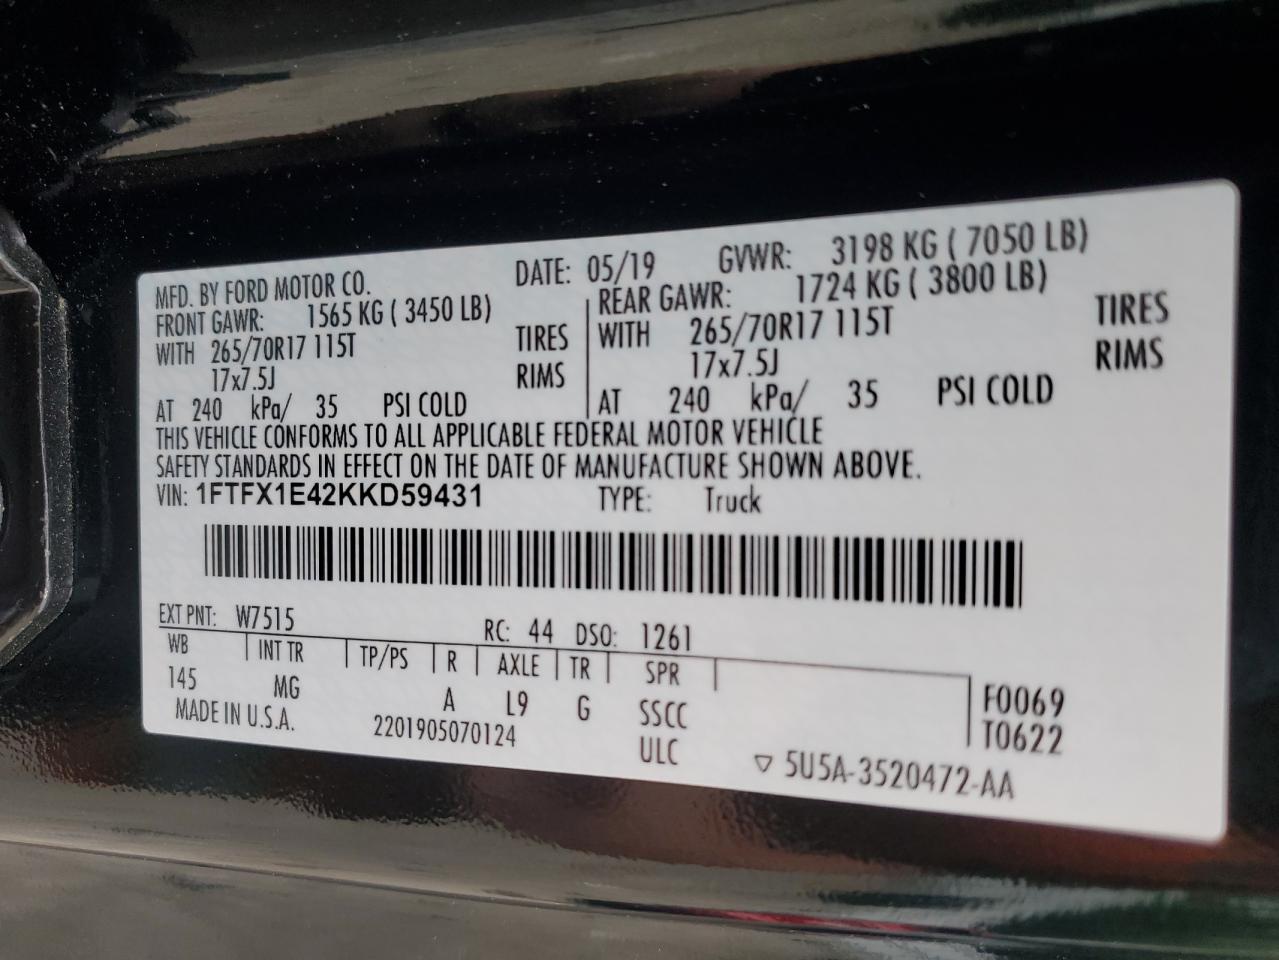 MFD. BY FORD MOTOR CO. DATE: 05/19 GVWR: 3198 KG ( 7050 LB)
FRONT GAWR: 1565 KG ( 3450 LB) REAR GAWR: 1724 KG ( 3800 LB)
WITH 265/70R17 115T TIRES WITH 265/70R17 115T TIRES
17x7.5J RIMS 17x7.5J RIMS
AT 240 kPa/ 35 PSI COLD AT 240 kPa/ 35 PSI COLD
THIS VEHICLE CONFORMS TO ALL APPLICABLE FEDERAL MOTOR VEHICLE
SAFETY STANDARDS IN EFFECT ON THE DATE OF MANUFACTURE SHOWN ABOVE.
VIN: 1FTFX1E42KKD59431 TYPE: Truck
EXT PNT: W7515 RC: 44 DSO: 1261
WB INT TR TP/PS R AXLE TR SPR
145 MG A L9 G SSCC F0069
MADE IN U.S.A. 2201905070124 ULC T0622
▽ 5U5A-3520472-AA